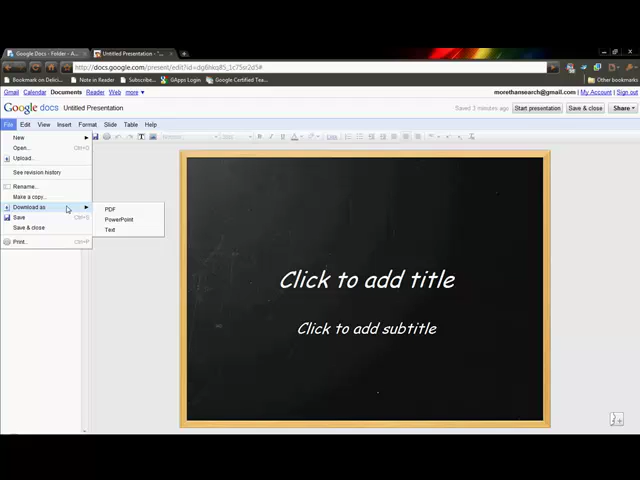 Google Docs - Folder - A...
Untitled Presentation - "...
http://docs.google.com/present/edit?id=dg6hkq85_1c75sr2d5#
Bookmark on Delicio...
Note in Reader
Subscribe...
GApps Login
Google Certified Tea...
Other bookmarks
Gmail Calendar Documents Reader Web more ▼
morethansearch@gmail.com | My Account | Sign out
Google docs Untitled Presentation
Saved 3 minutes ago
Start presentation
Save & close
Share
File Edit View Insert Format Slide Table Help
New
Open... Ctrl+O
Upload...
See revision history
Rename...
Make a copy...
Download as
PDF
PowerPoint
Text
Save Ctrl+S
Save & close
Print... Ctrl+P
Click to add title
Click to add subtitle